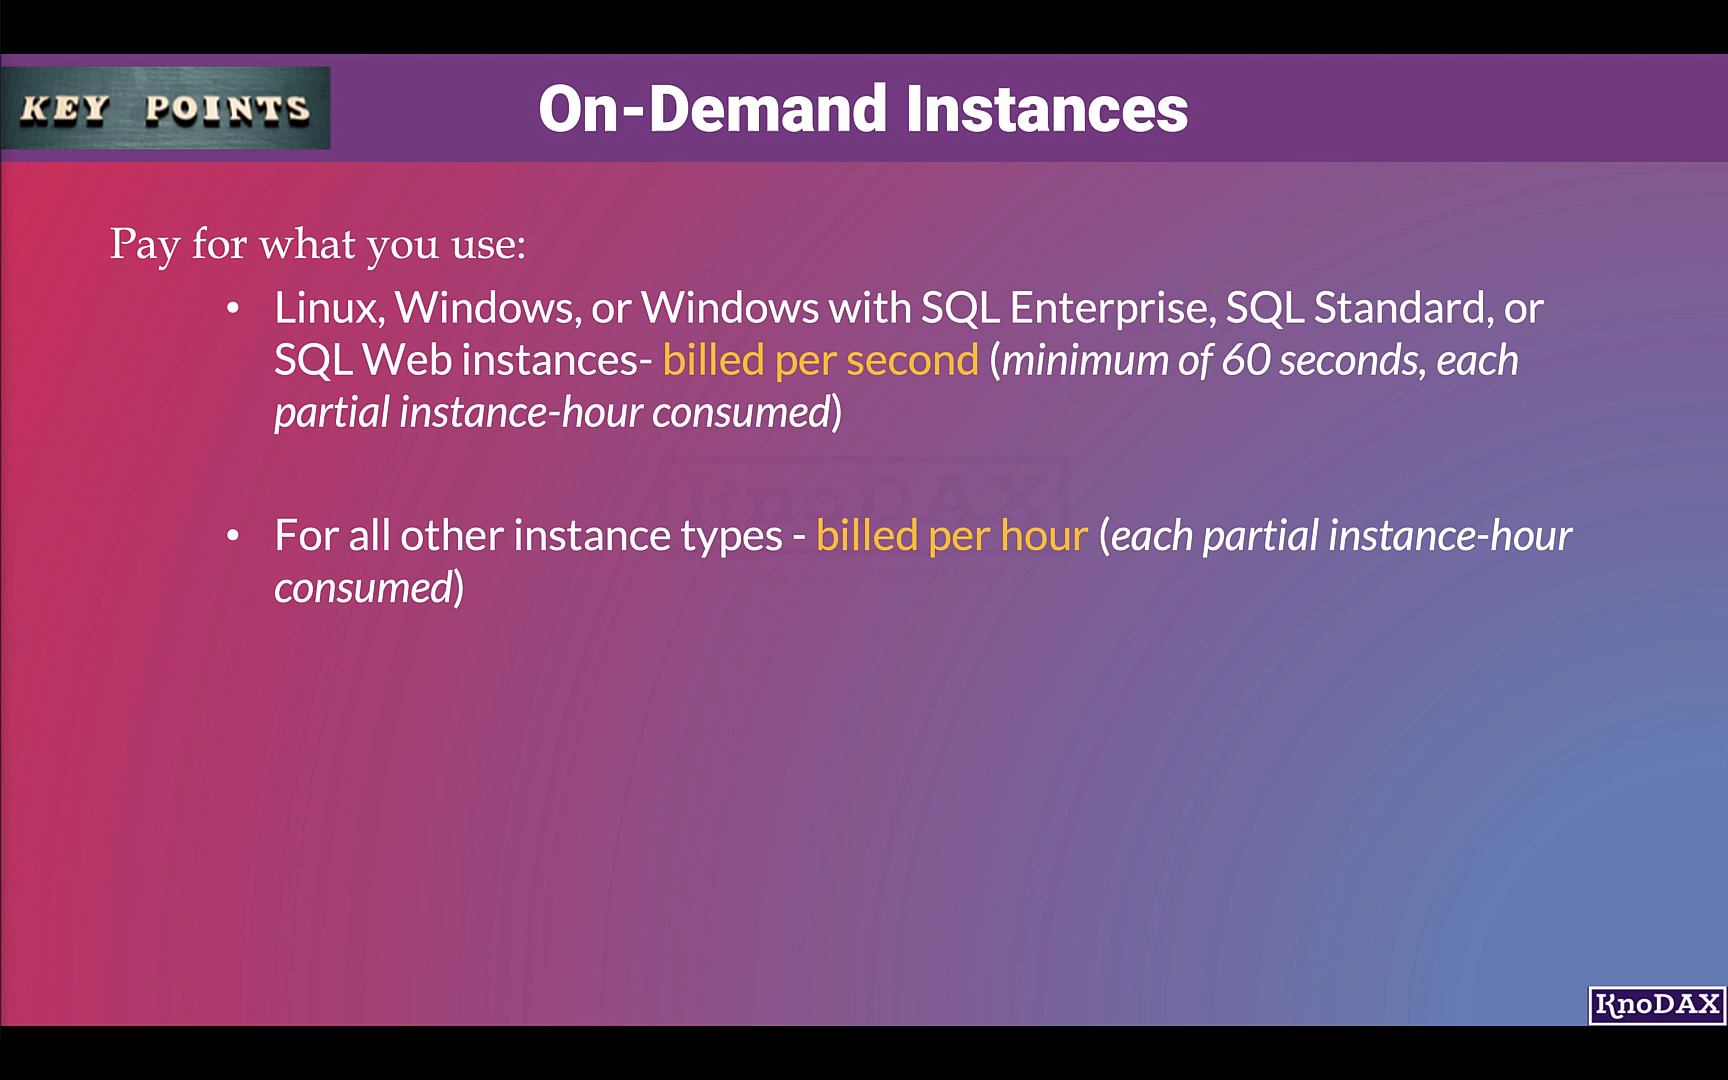 KEY POINTS
On-Demand Instances
Pay for what you use:
• Linux, Windows, or Windows with SQL Enterprise, SQL Standard, or
SQL Web instances- billed per second (minimum of 60 seconds, each
partial instance-hour consumed)
KnoDAX
• For all other instance types - billed per hour (each partial instance-hour
consumed)
KnoDAX